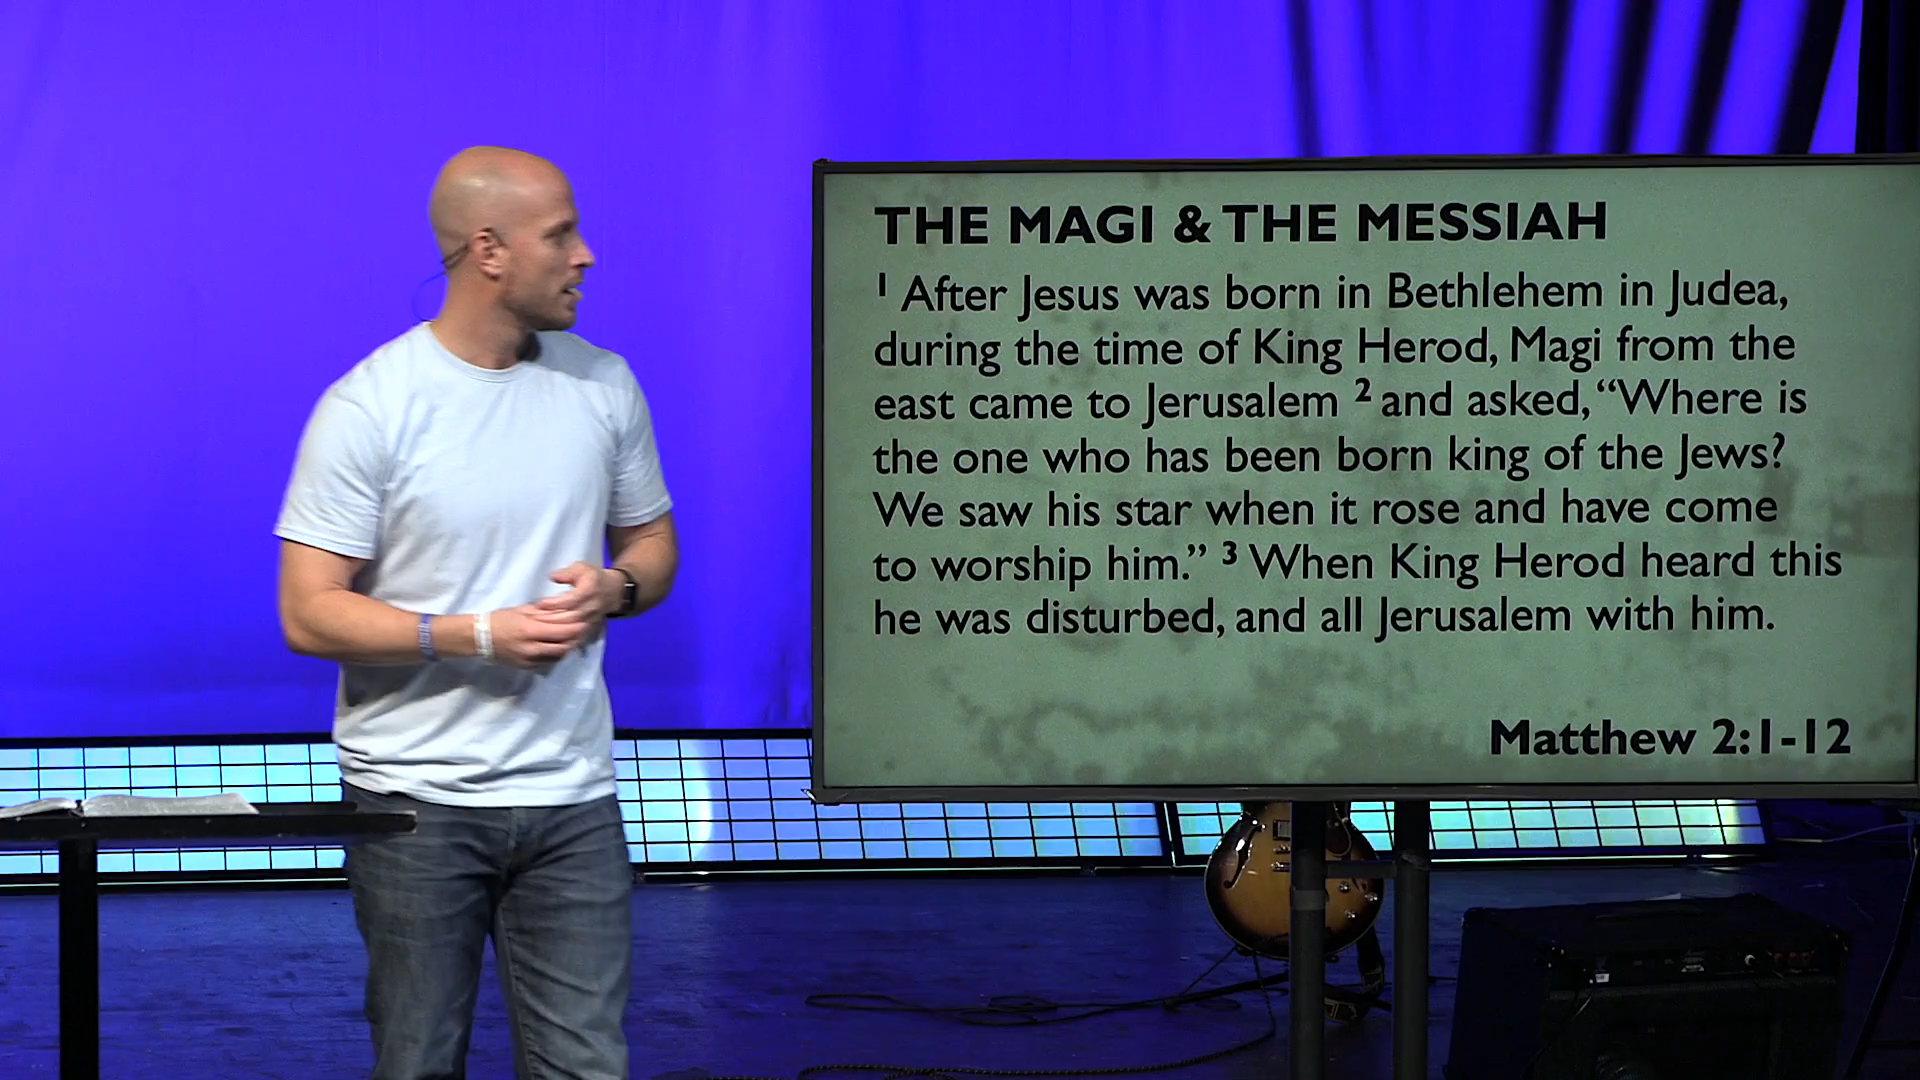 THE MAGI & THE MESSIAH
1 After Jesus was born in Bethlehem in Judea,
during the time of King Herod, Magi from the
east came to Jerusalem 2 and asked, “Where is
the one who has been born king of the Jews?
We saw his star when it rose and have come
to worship him.” 3 When King Herod heard this
he was disturbed, and all Jerusalem with him.
Matthew 2:1-12